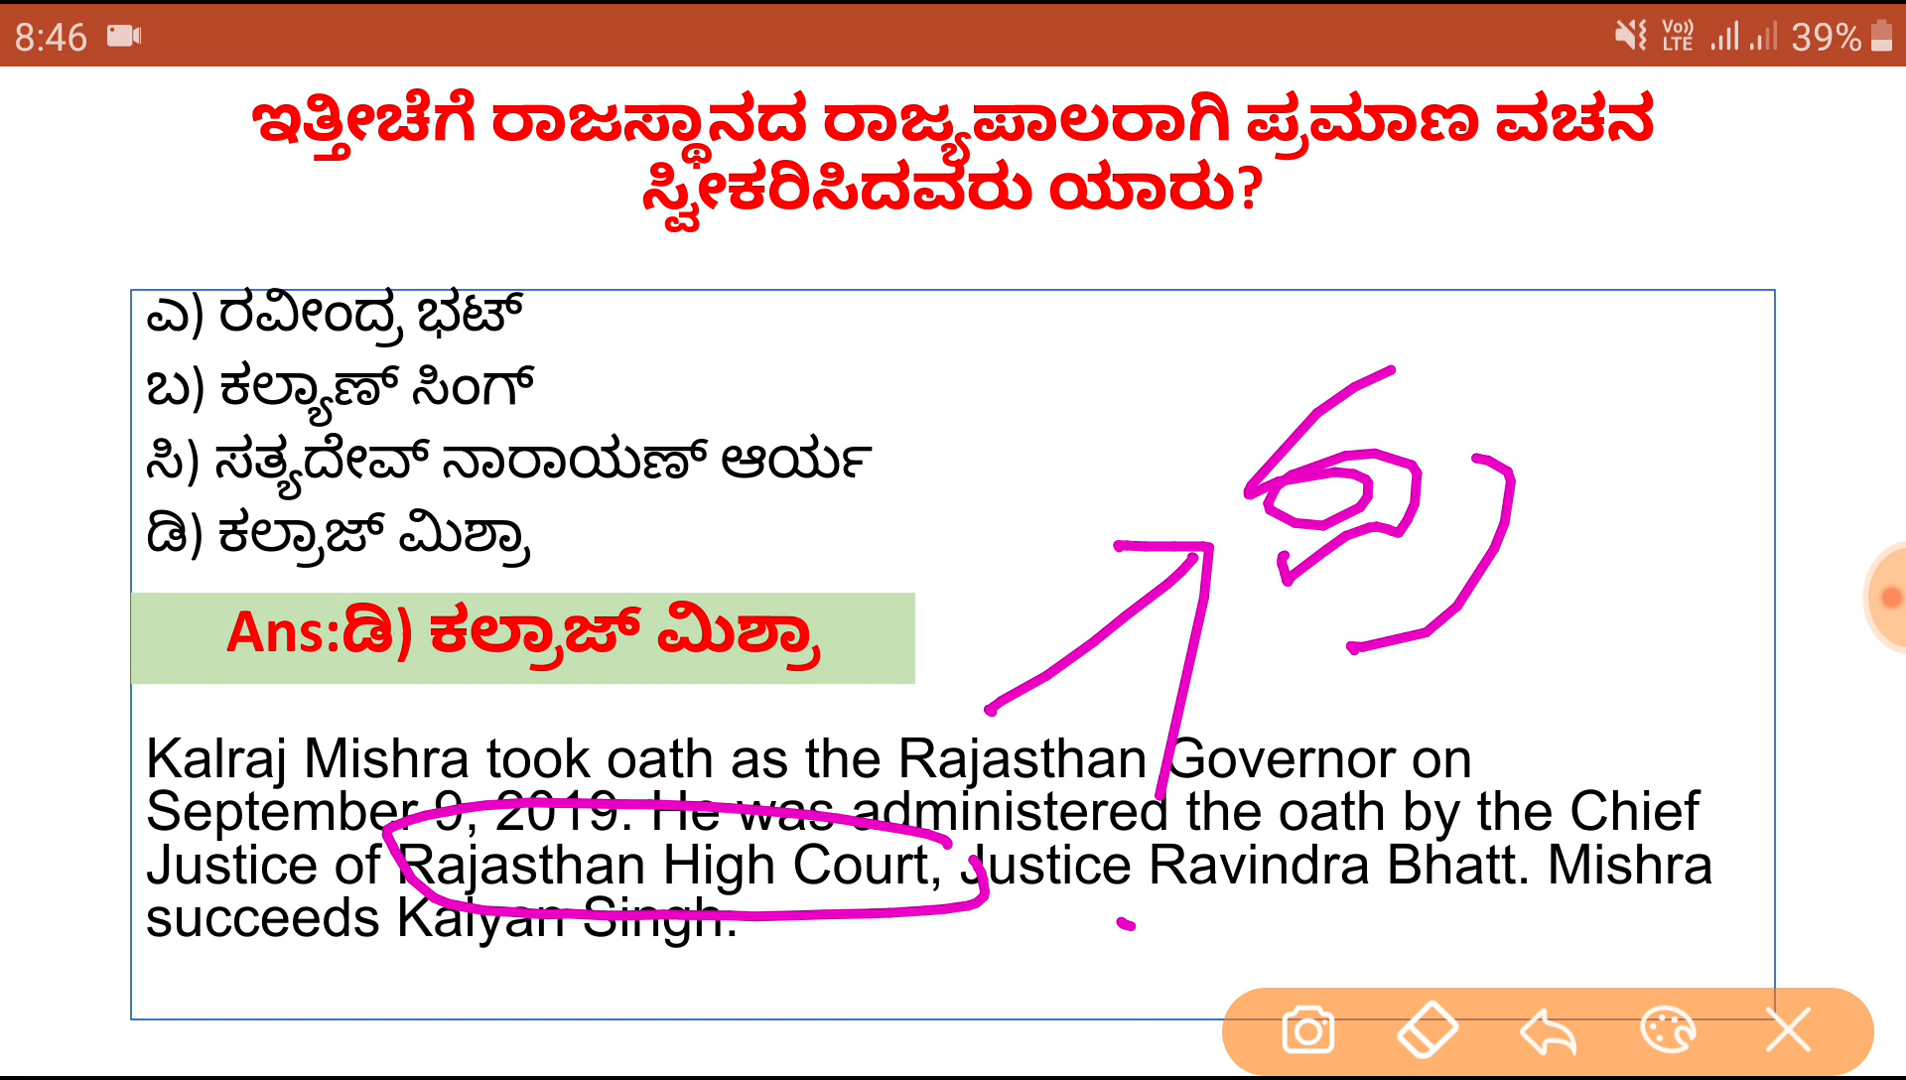 8:46 Vo)) LTE 39%
ಇತ್ತೀಚೆಗೆ ರಾಜಸ್ಥಾನದ ರಾಜ್ಯಪಾಲರಾಗಿ ಪ್ರಮಾಣ ವಚನ
ಸ್ವೀಕರಿಸಿದವರು ಯಾರು?
ಎ) ರವೀಂದ್ರ ಭಟ್
ಬಿ) ಕಲ್ಯಾಣ್ ಸಿಂಗ್
ಸಿ) ಸತ್ಯದೇವ್ ನಾರಾಯಣ್ ಆರ್ಯ
ಡಿ) ಕಲ್ರಾಜ್ ಮಿಶ್ರಾ
Ans:ಡಿ) ಕಲ್ರಾಜ್ ಮಿಶ್ರಾ
Kalraj Mishra took oath as the Rajasthan Governor on
September 9, 2019. He was administered the oath by the Chief
Justice of Rajasthan High Court, Justice Ravindra Bhatt. Mishra
succeeds Kalyan Singh.